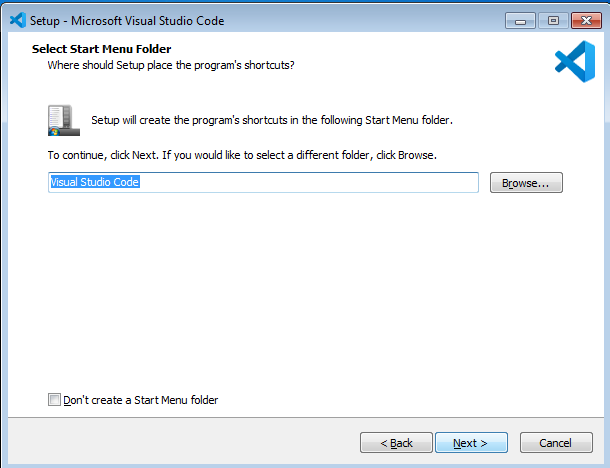 Setup - Microsoft Visual Studio Code
Select Start Menu Folder
Where should Setup place the program's shortcuts?
Setup will create the program's shortcuts in the following Start Menu folder.
To continue, click Next. If you would like to select a different folder, click Browse.
Visual Studio Code
Browse...
Don't create a Start Menu folder
< Back
Next >
Cancel